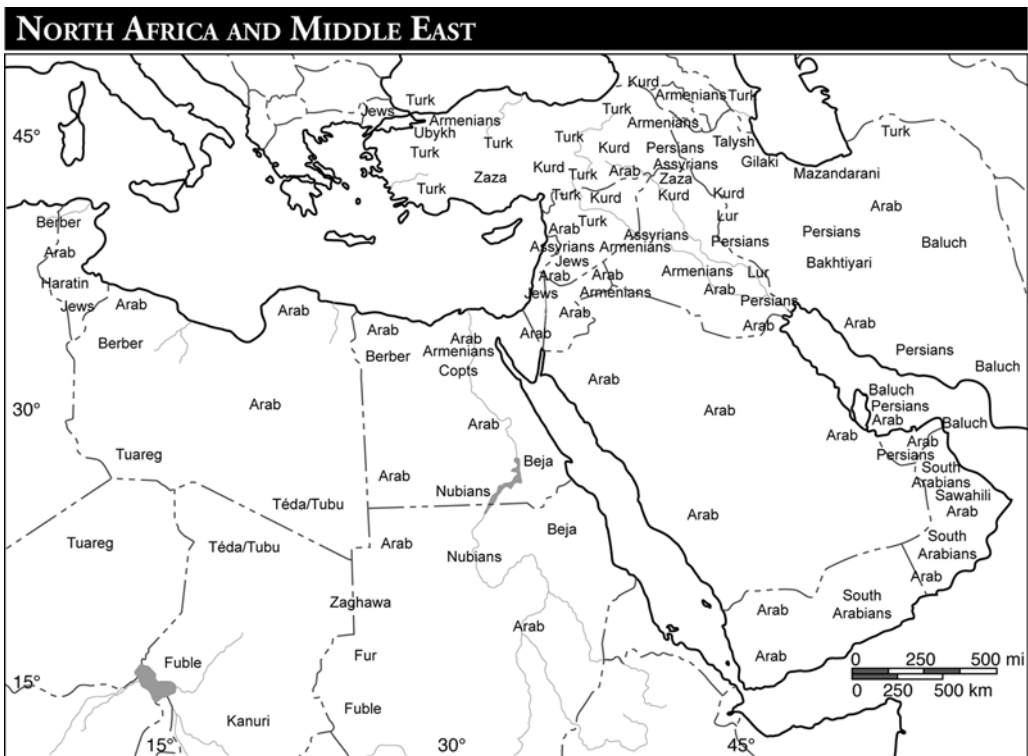 NORTH AFRICA AND MIDDLE EAST
Kurd
Armenians Turk
Turk
Jews
Turk
Armenians
Armenians
Ubykh
45°
Turk
Turk
Turk
Talysh
Kurd
Persians
Turk
Gilaki
Assyrians
Kurd
Turk
Arab
Zaza
Zaza
Mazandarani
Turk
Turk
Kurd
Kurd
Kurd
Arab
Lur
Berber
Turk
Arab
Assyrians
Persians
Persians
Baluch
Assyrians
Armenians
Arab
Jews
Bakhtiyari
Arab
Arab
Armenians
Lur
Haratin
Jews
Armenians
Arab
Persians
Jews
Arab
Arab
Arab
Arab
Arab
Arab
Arab
Arab
Berber
Armenians
Berber
Persians
Copts
Baluch
Arab
Baluch
30°
Arab
Arab
Persians
Arab
Arab
Baluch
Arab
Arab
Persians
Tuareg
Beja
South
Arabians
Arab
Nubians
Sawahili
Téda/Tubu
Arab
Arab
Beja
South
Arabians
Tuareg
Téda/Tubu
Arab
Nubians
Arab
Zaghawa
South
Arabians
Arab
Arab
Fur
Arab
Fuble
0 250 500 mi
15°
0 250 500 km
Fuble
Kanuri
15°
30°
45°